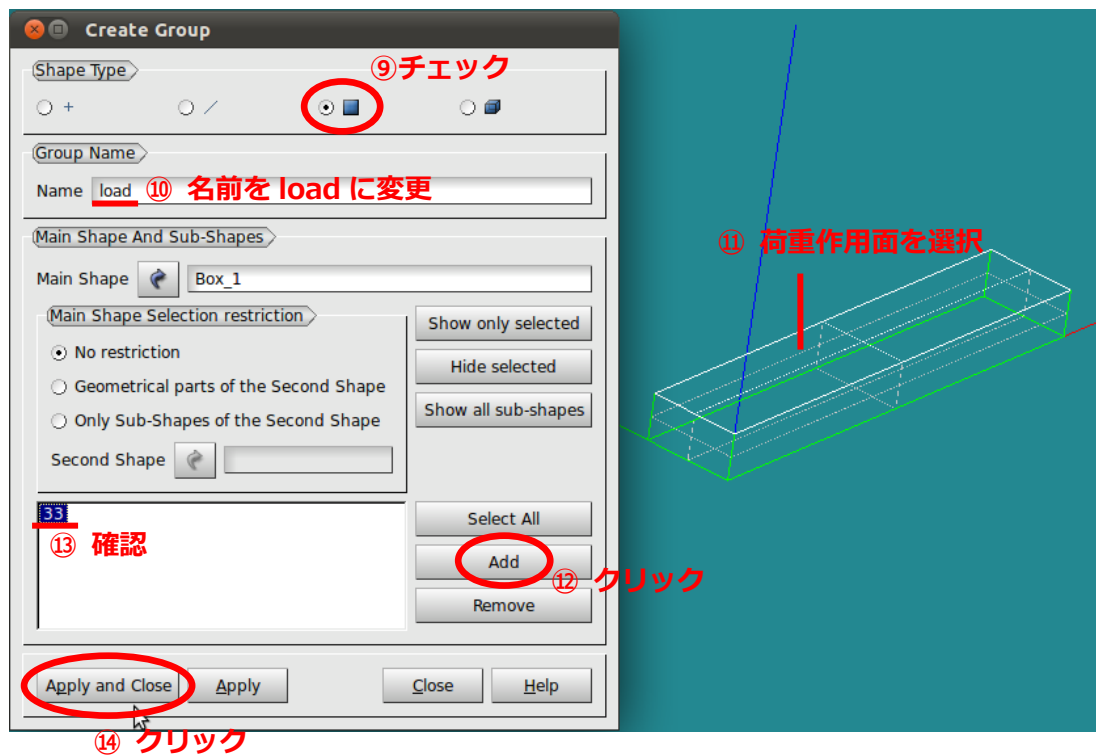 Create Group
Shape Type
⑨チェック
Group Name
Name load ⑩ 名前を load に変更
Main Shape And Sub-Shapes
⑪ 荷重作用面を選択
Main Shape Box_1
Main Shape Selection restriction
No restriction
Geometrical parts of the Second Shape
Only Sub-Shapes of the Second Shape
Second Shape
Show only selected
Hide selected
Show all sub-shapes
33
⑬ 確認
Select All
Add
⑫ クリック
Remove
Apply and Close Apply Close Help
⑭ クリック